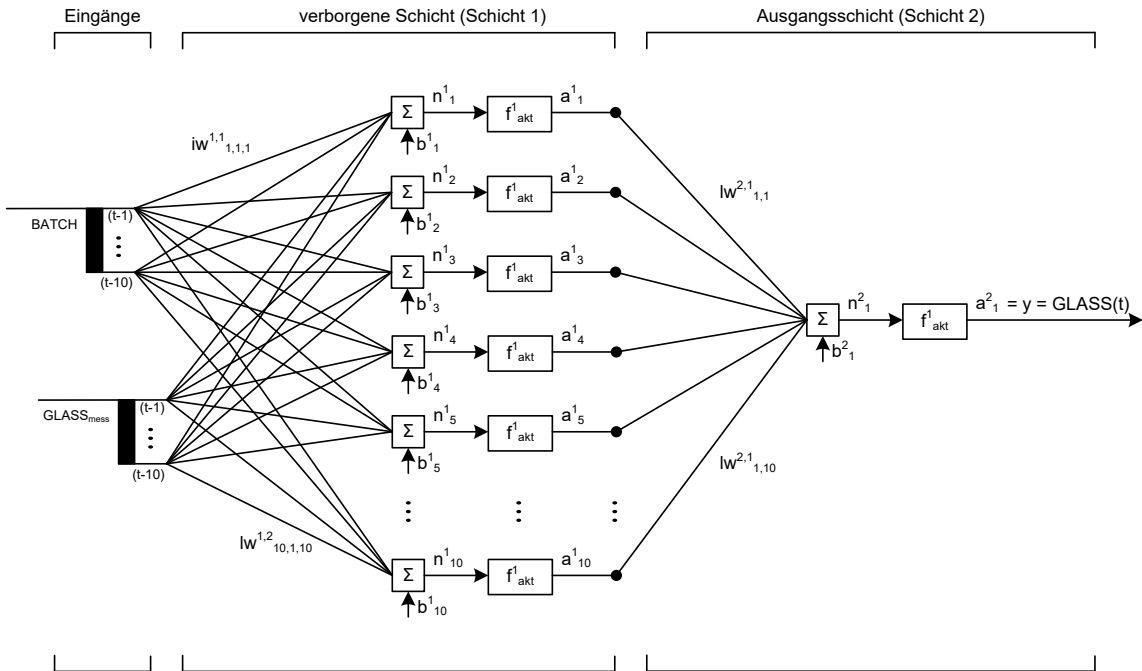 Eingänge
verborgene Schicht (Schicht 1)
Ausgangsschicht (Schicht 2)
Σ
n¹₁
f¹akt
a¹₁
b¹₁
iw¹,¹₁,₁,₁
Σ
n¹₂
f¹akt
a¹₂
b¹₂
lw²,¹₁,₁
BATCH
(t-1)
(t-10)
Σ
n¹₃
f¹akt
a¹₃
b¹₃
Σ
n²₁
f¹akt
a²₁ = y = GLASS(t)
b²₁
Σ
n¹₄
f¹akt
a¹₄
b¹₄
GLASSmess
(t-1)
(t-10)
Σ
n¹₅
f¹akt
a¹₅
b¹₅
lw²,¹₁,₁₀
lw¹,²₁₀,₁,₁₀
Σ
n¹₁₀
f¹akt
a¹₁₀
b¹₁₀